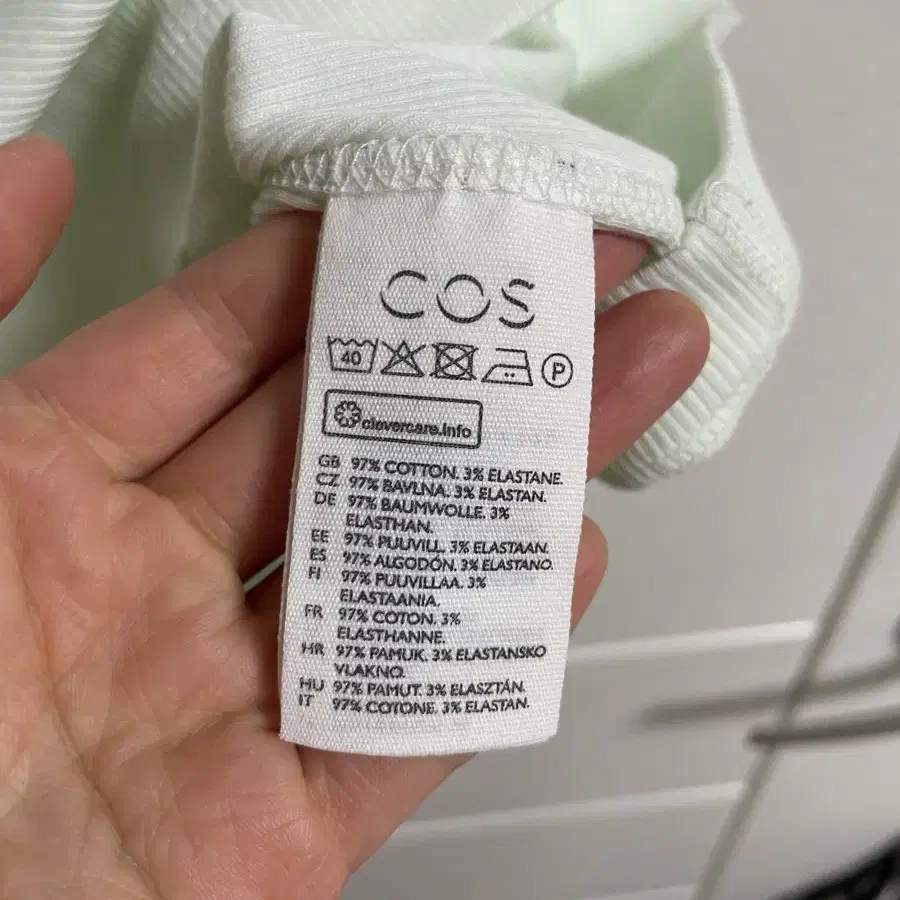 COS
40
P
clevercare.info
GB 97% COTTON. 3% ELASTANE.
CZ 97% BAVLNA. 3% ELASTAN.
DE 97% BAUMWOLLE. 3%
ELASTHAN.
EE 97% PUUVILL. 3% ELASTAAN.
ES 97% ALGODÓN. 3% ELASTANO.
FI 97% PUUVILLAA. 3%
ELASTAANIA.
FR 97% COTON. 3%
ELASTHANNE.
HR 97% PAMUK. 3% ELASTANSKO
VLAKNO.
HU 97% PAMUT. 3% ELASZTÁN.
IT 97% COTONE. 3% ELASTAN.